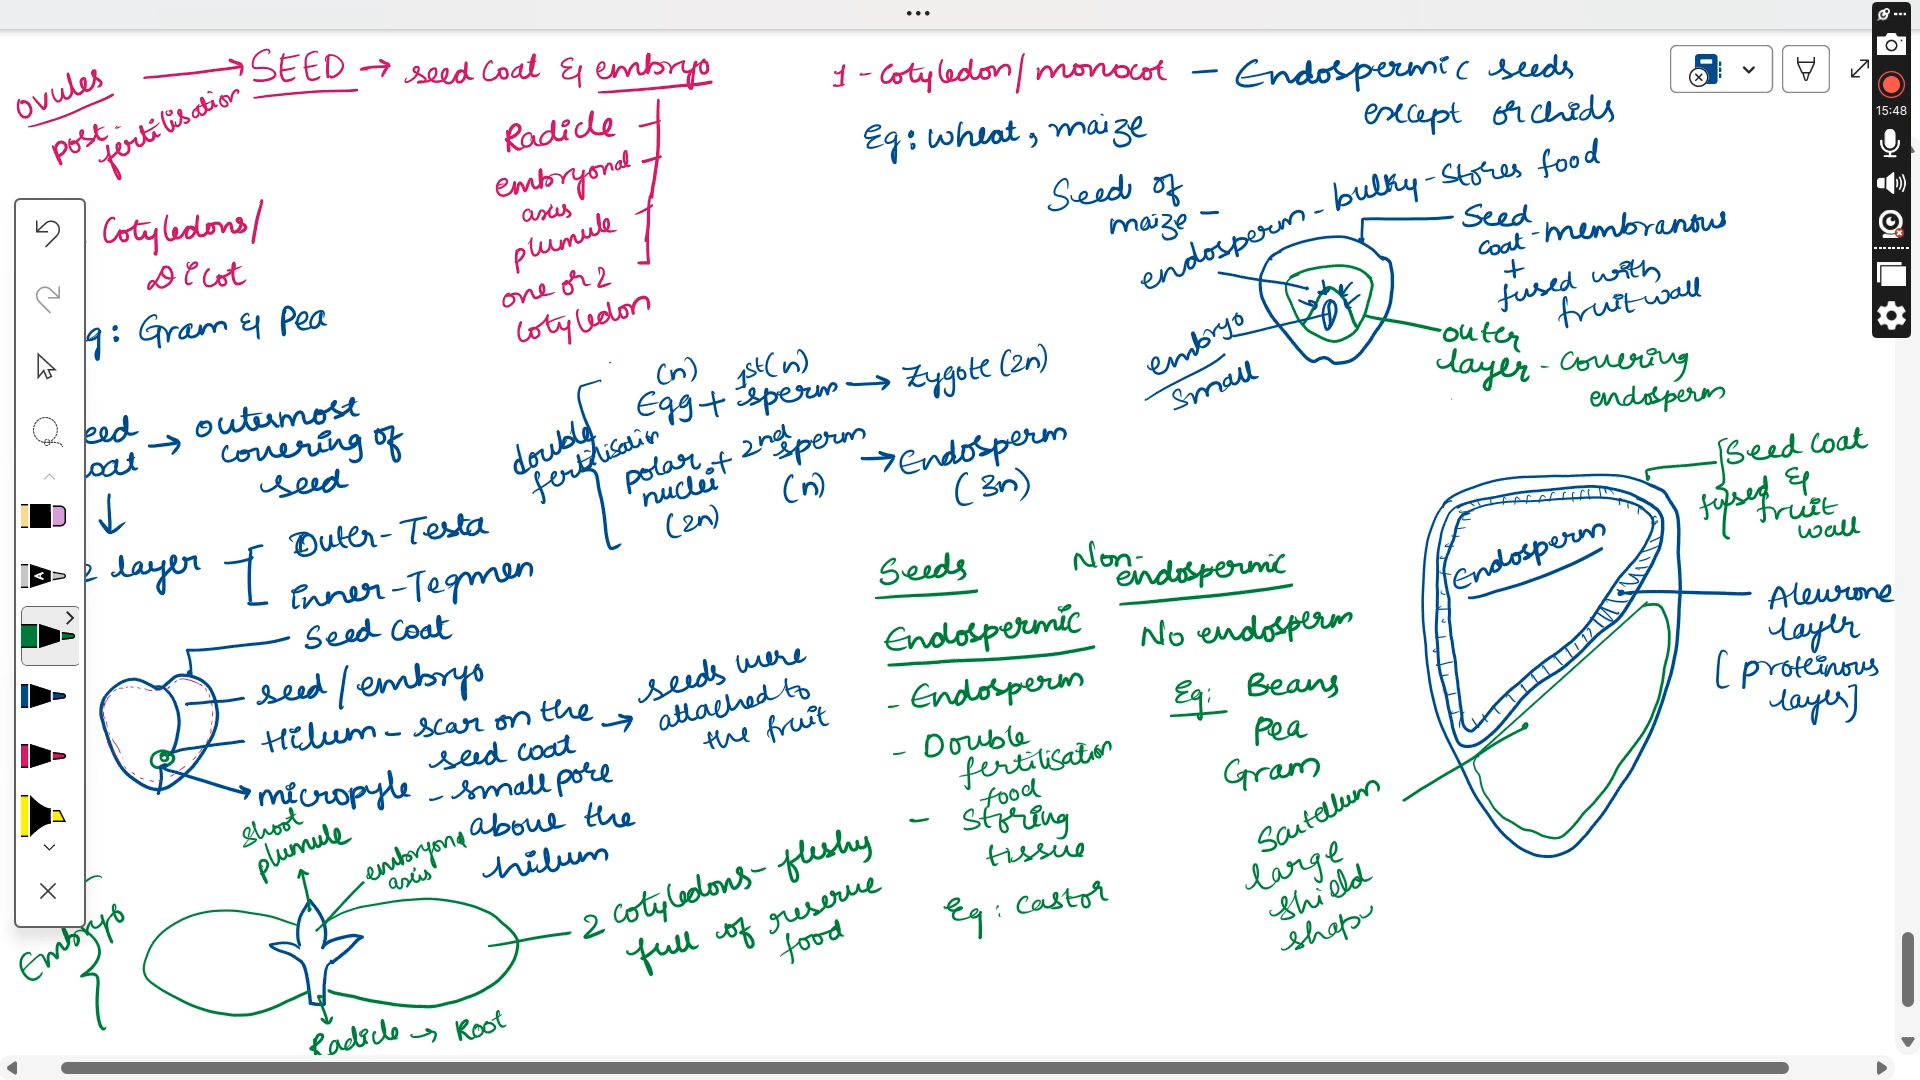 ovules → SEED → seed coat & embryo
post-
fertilisation
Radicle
embryonal
axis
plumule
one or 2
cotyledon
Cotyledons/
Dicot
g: Gram & Pea
eed
oat → outermost
covering of
seed
2 layer
Outer-Testa
inner-Tegmen
Seed coat
seed/embryo
Hilum - scar on the
seed coat
→ seeds were
attached to
the fruit
micropyle - small pore
above the
hilum
shoot
plumule
embryona
axis
Embryo
2 cotyledons - fleshy
full of reserve
food
Radicle → Root
double
fertilisation
(n) 1st (n)
Egg + sperm → Zygote (2n)
polar
nuclei + 2nd sperm → Endosperm
(2n) (n) (3n)
Seeds
Endospermic
- Endosperm
- Double
fertilisation
- food
storing
tissue
Eg: castor
Non-
endospermic
No endosperm
Eg: Beans
Pea
Gram
1-cotyledon/monocot - Endospermic seeds
except orchids
Eg: wheat, maize
Seed of
maize -
endosperm - bulky - stores food
Seed
coat - membranous
+
fused with
fruit wall
embryo
small
outer
layer - covering
endosperm
Seed coat
fused &
fruit
wall
Endosperm
Aleurone
layer
[proteinous
layer]
Scutellum
large
shield
shap
15:48